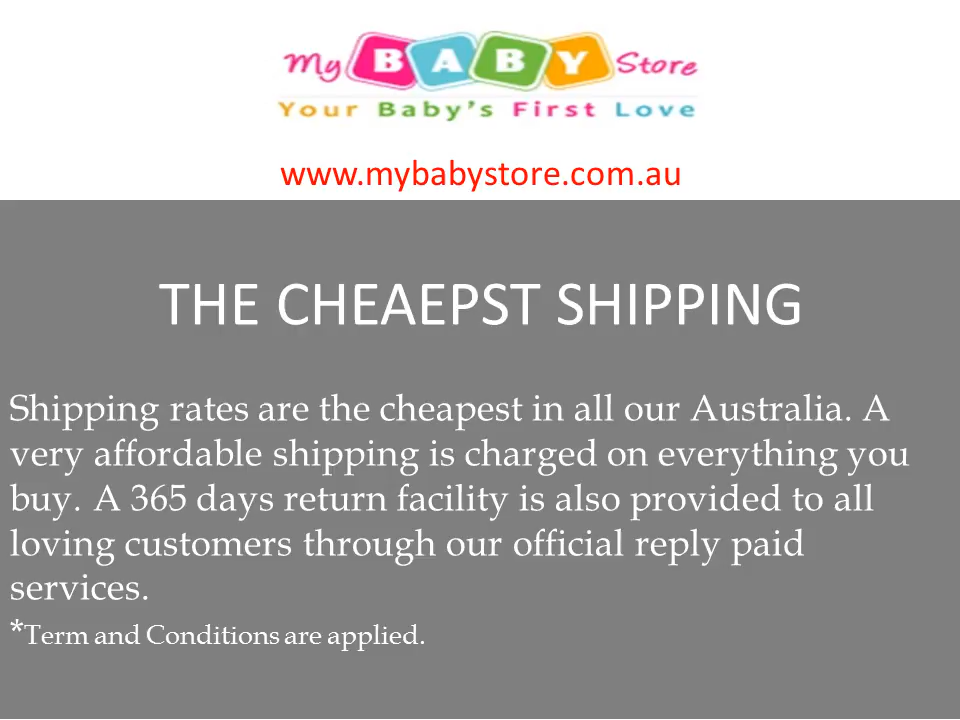 My BABY Store
Your Baby's First Love
www.mybabystore.com.au
THE CHEAEPST SHIPPING
Shipping rates are the cheapest in all our Australia. A
very affordable shipping is charged on everything you
buy. A 365 days return facility is also provided to all
loving customers through our official reply paid
services.
*Term and Conditions are applied.